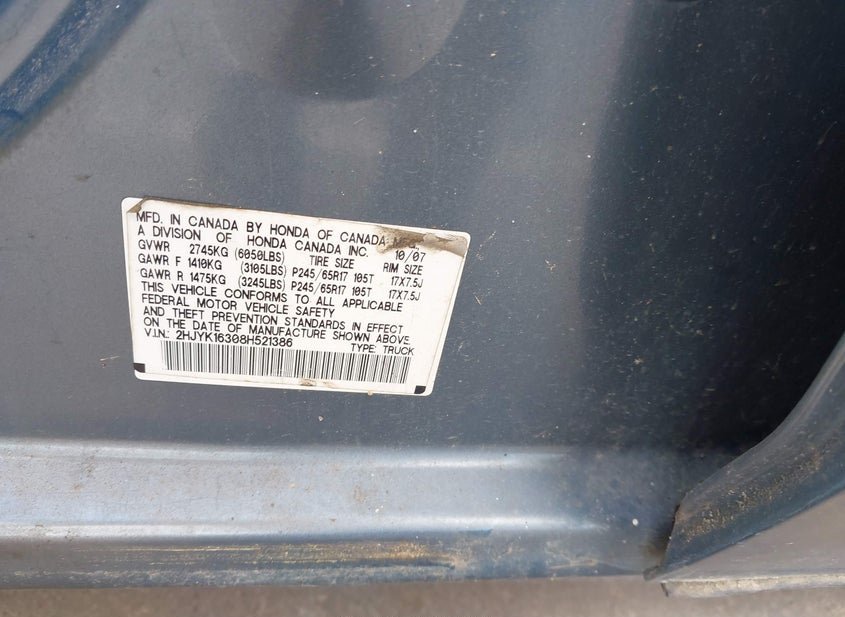 MFD. IN CANADA BY HONDA OF CANADA MFG.
A DIVISION OF HONDA CANADA INC. 10/07
GVWR 2745KG (6050LBS) TIRE SIZE RIM SIZE
GAWR F 1410KG (3105LBS) P245/65R17 105T 17X7.5J
GAWR R 1475KG (3245LBS) P245/65R17 105T 17X7.5J
THIS VEHICLE CONFORMS TO ALL APPLICABLE
FEDERAL MOTOR VEHICLE SAFETY
AND THEFT PREVENTION STANDARDS IN EFFECT
ON THE DATE OF MANUFACTURE SHOWN ABOVE.
V.I.N.: 2HJYK16308H521386 TYPE: TRUCK